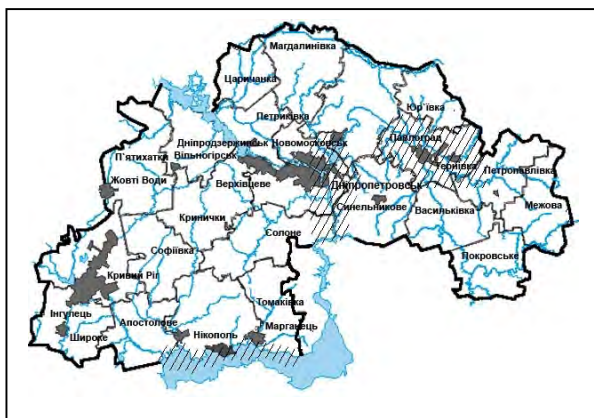 Магдалинівка
Царичанка
Петриківка
Юр'ївка
Дніпродзержинськ
Новомосковськ
Павлоград
П'ятихатки
Вільногірськ
Тернівка
Петропавлівка
Жовті Води
Верхівцеве
Дніпропетровськ
Синельникове
Васильківка
Межова
Кринички
Солоне
Софіївка
Покровське
Кривий Ріг
Томаківка
Інгулець
Апостолове
Широке
Нікополь
Марганець